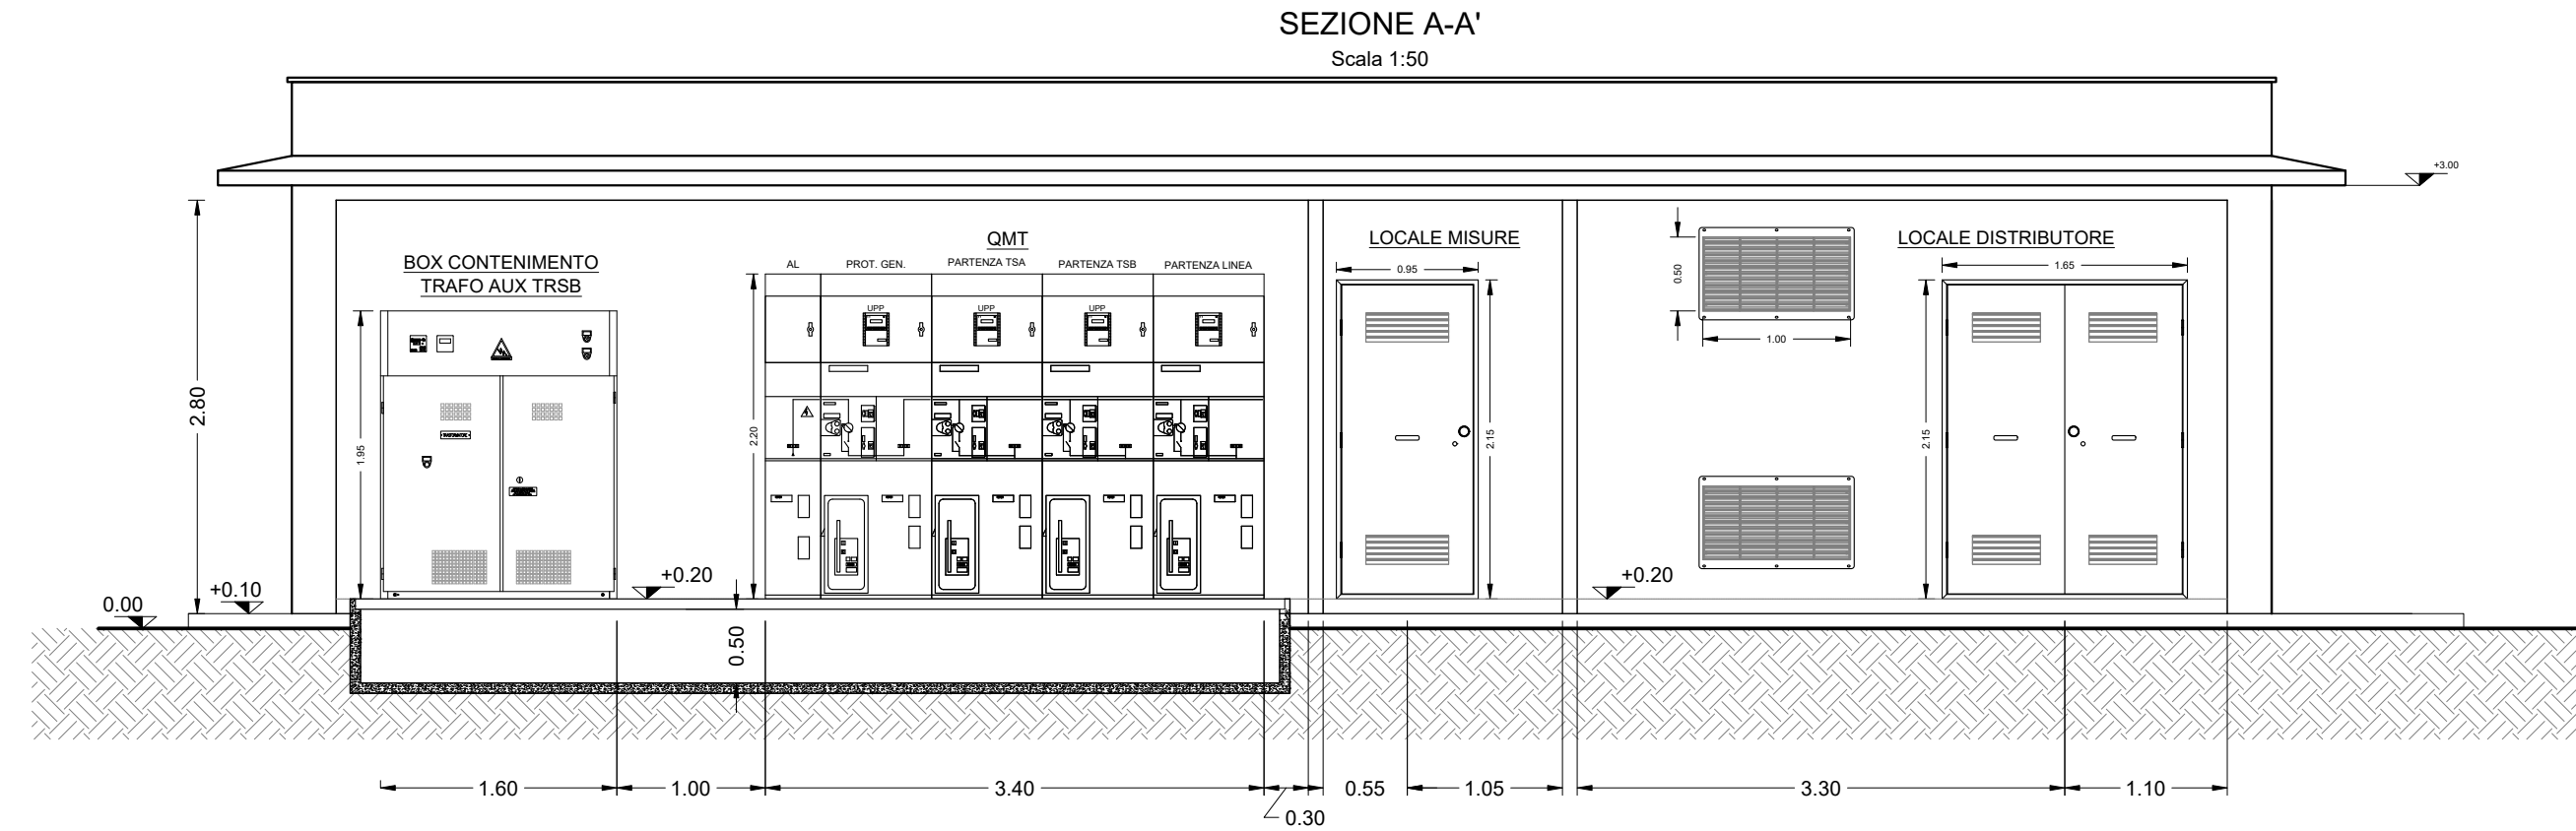 SEZIONE A-A'
Scala 1:50
+3.00
QMT
LOCALE MISURE
LOCALE DISTRIBUTORE
BOX CONTENIMENTO
TRAFO AUX TRSB
AL
PROT. GEN.
PARTENZA TSA
PARTENZA TSB
PARTENZA LINEA
0.95
1.65
0.50
UPP
UPP
UPP
1.00
2.80
1.95
2.20
2.15
2.15
+0.20
+0.20
+0.10
0.00
0.50
1.60
1.00
3.40
0.55
1.05
3.30
1.10
0.30